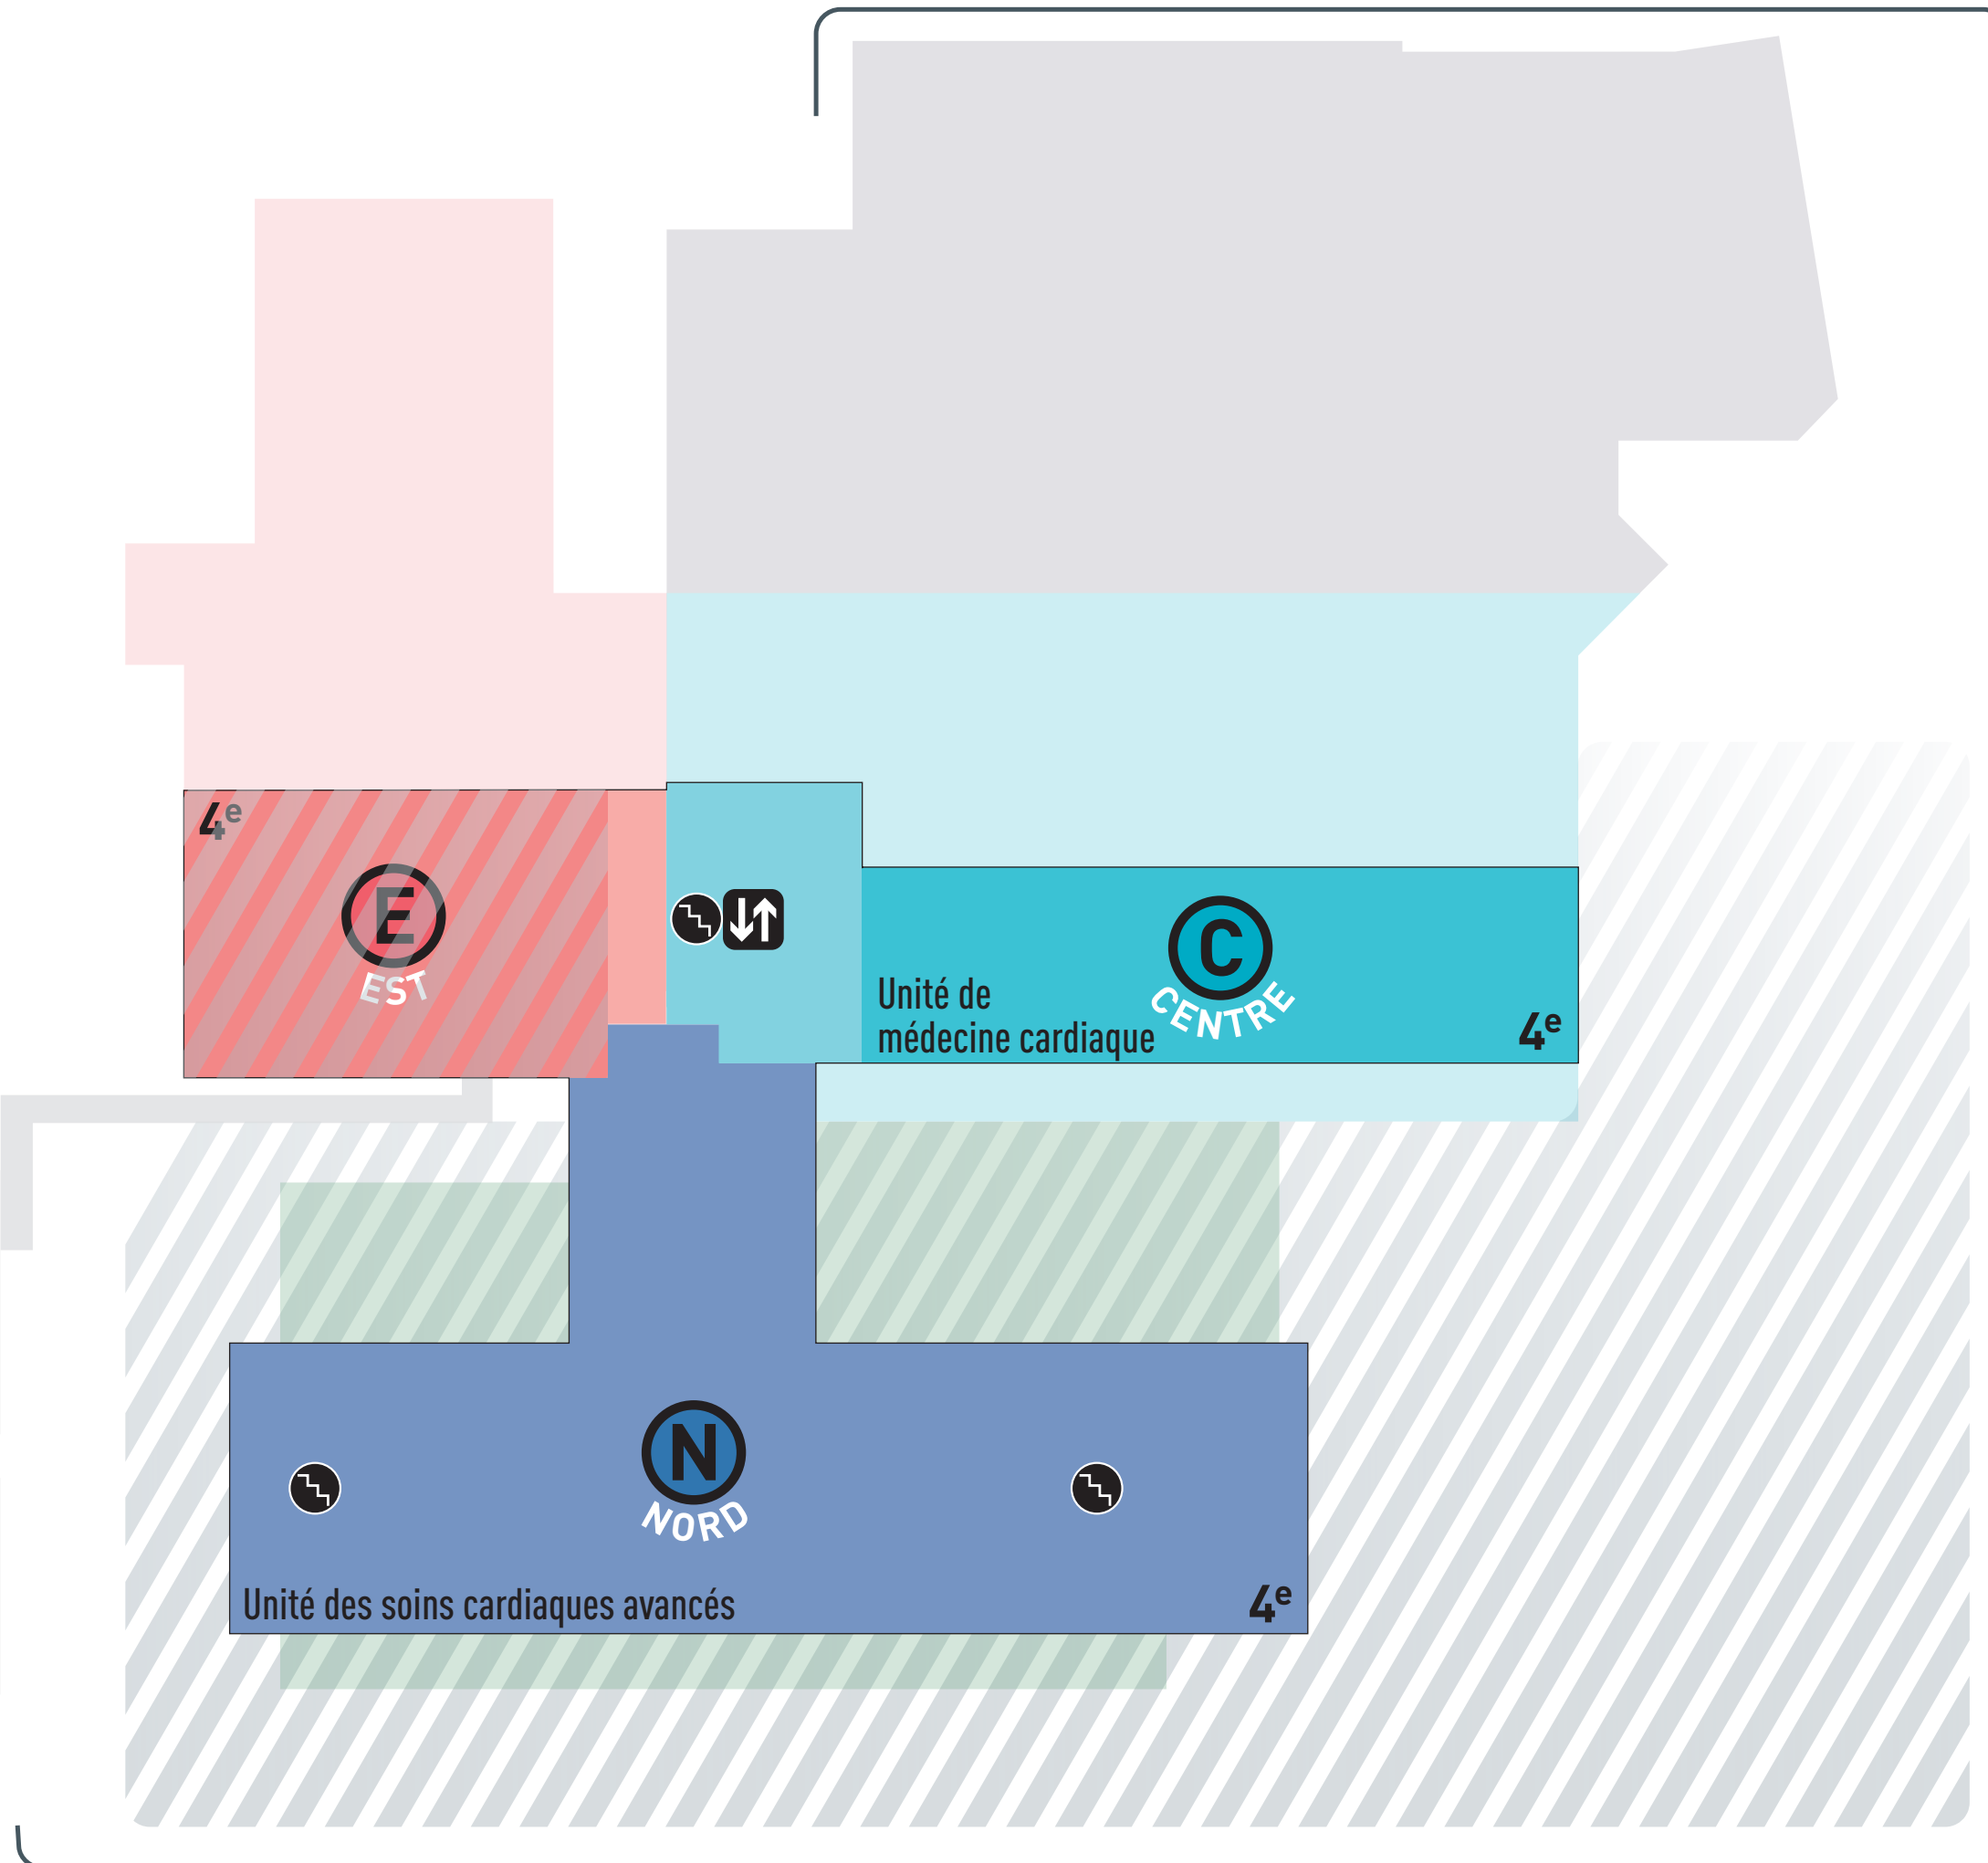 4e
E
EST
C
CENTRE
Unité de
médecine cardiaque
4e
N
NORD
Unité des soins cardiaques avancés
4e